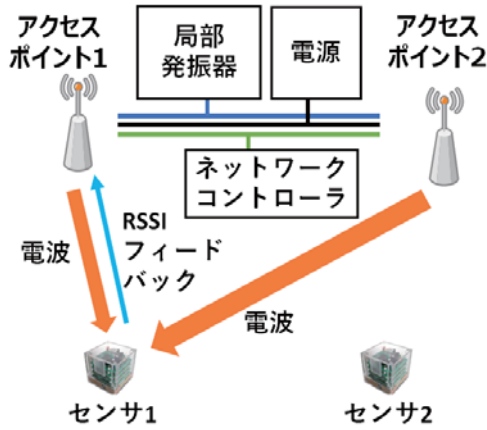 アクセス
ポイント1
局部
発振器
電源
アクセス
ポイント2
ネットワーク
コントローラ
電波
RSSI
フィード
バック
電波
センサ1
センサ2